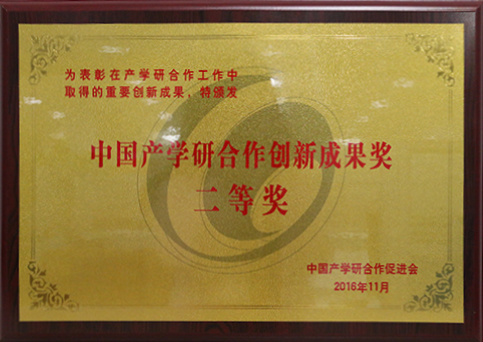 为表彰在产学研合作工作中
取得的重要创新成果，特颁发
中国产学研合作创新成果奖
二等奖
中国产学研合作促进会
2016年11月